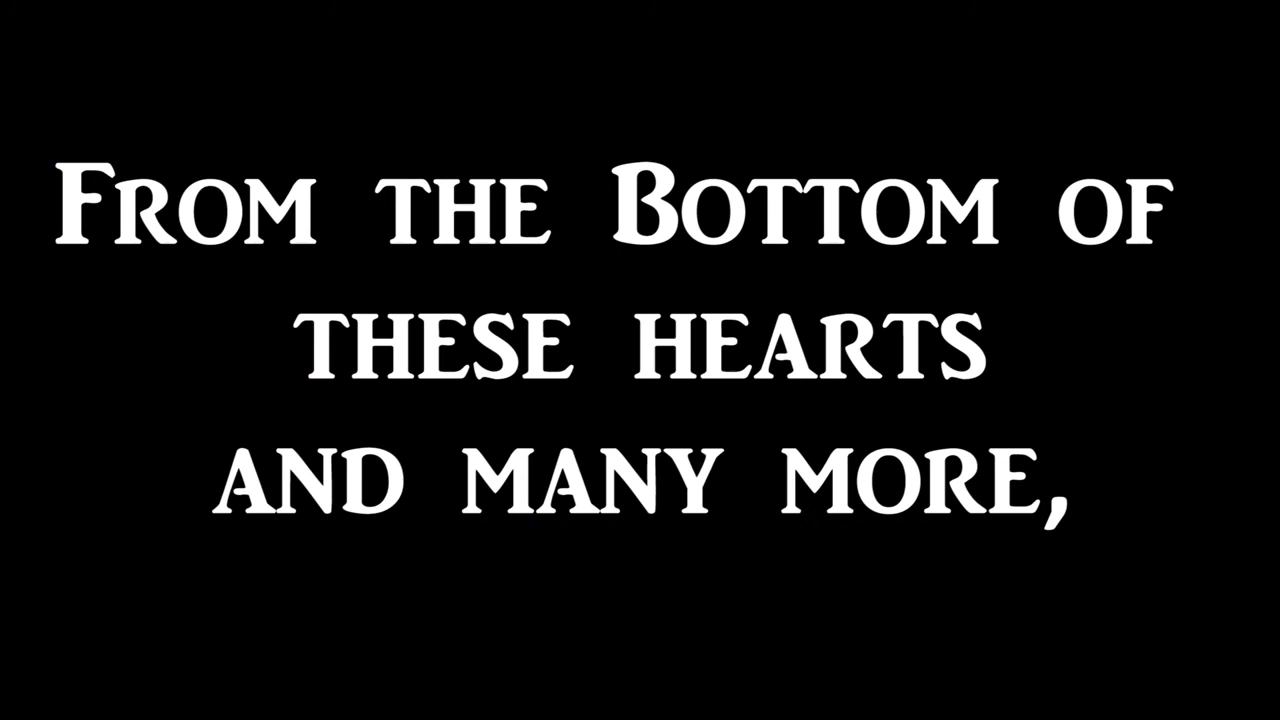 From the Bottom of
these hearts
and many more,